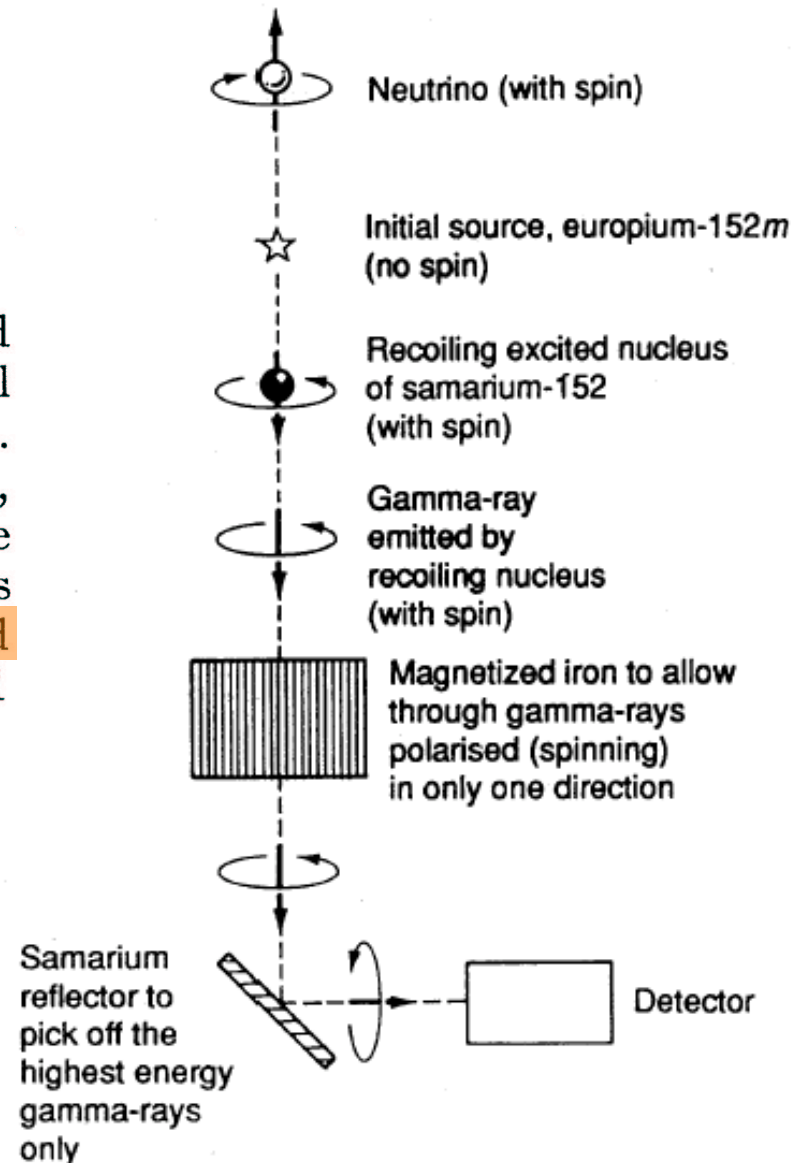 Neutrino (with spin)
Initial source, europium-152m
(no spin)
Recoiling excited nucleus
of samarium-152
(with spin)
Gamma-ray
emitted by
recoiling nucleus
(with spin)
Magnetized iron to allow
through gamma-rays
polarised (spinning)
in only one direction
Samarium
reflector to
pick off the
highest energy
gamma-rays
only
Detector